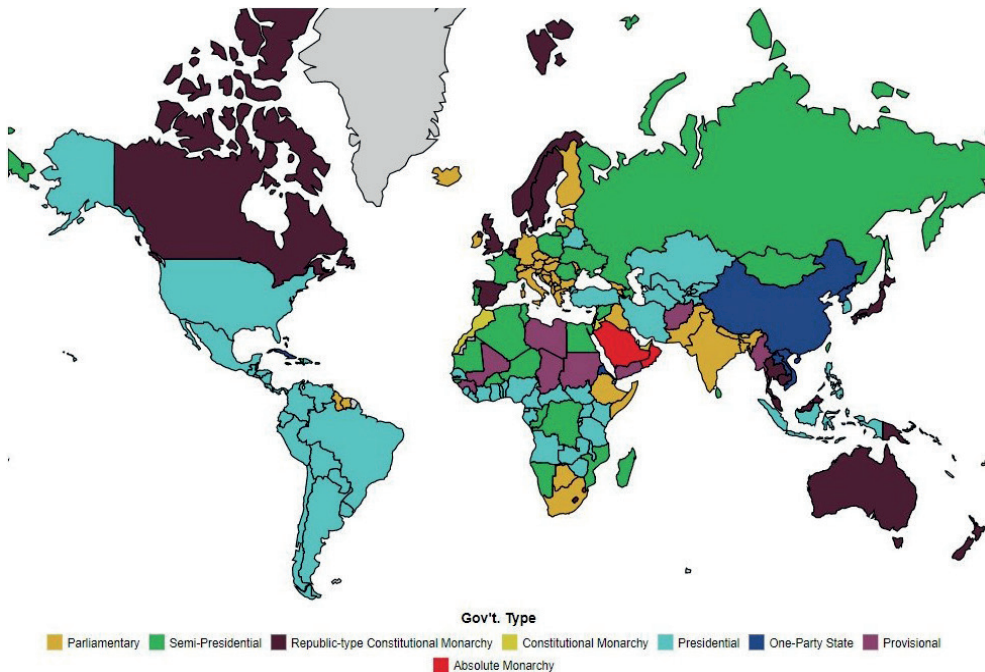 Gov't. Type
Parliamentary Semi-Presidential Republic-type Constitutional Monarchy Constitutional Monarchy Presidential One-Party State Provisional
Absolute Monarchy